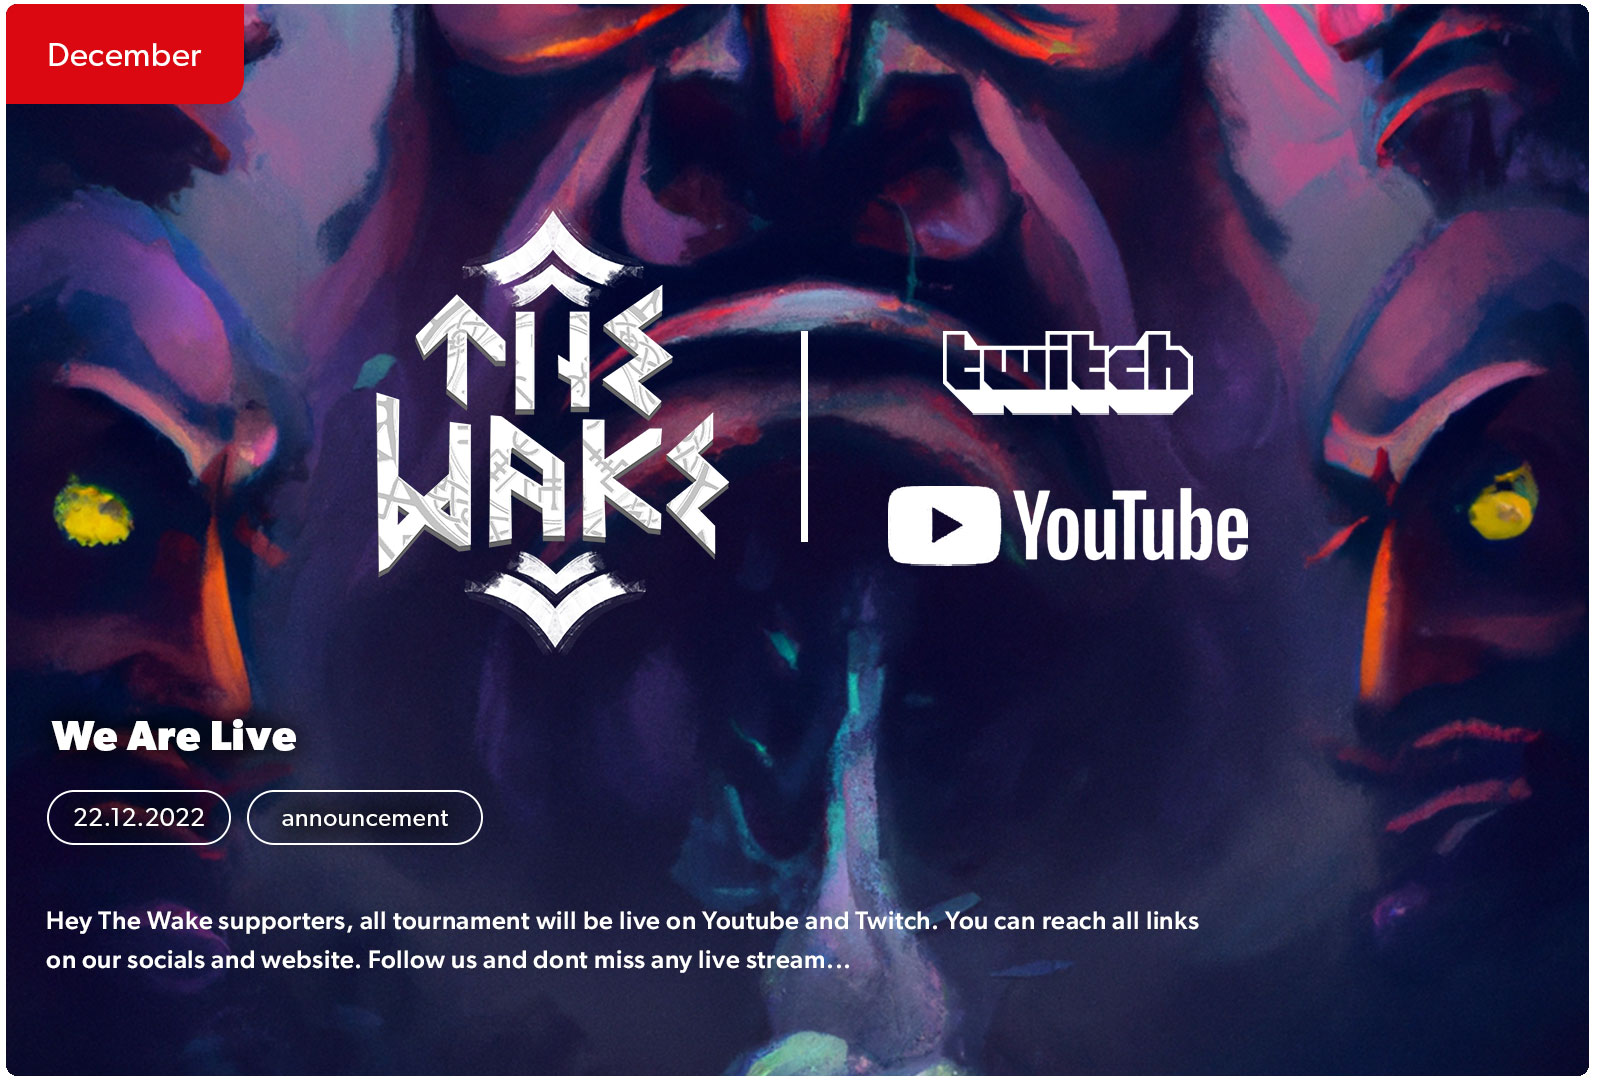 December
THE
WAKE
twitch
YouTube
We Are Live
22.12.2022
announcement
Hey The Wake supporters, all tournament will be live on Youtube and Twitch. You can reach all links
on our socials and website. Follow us and dont miss any live stream...